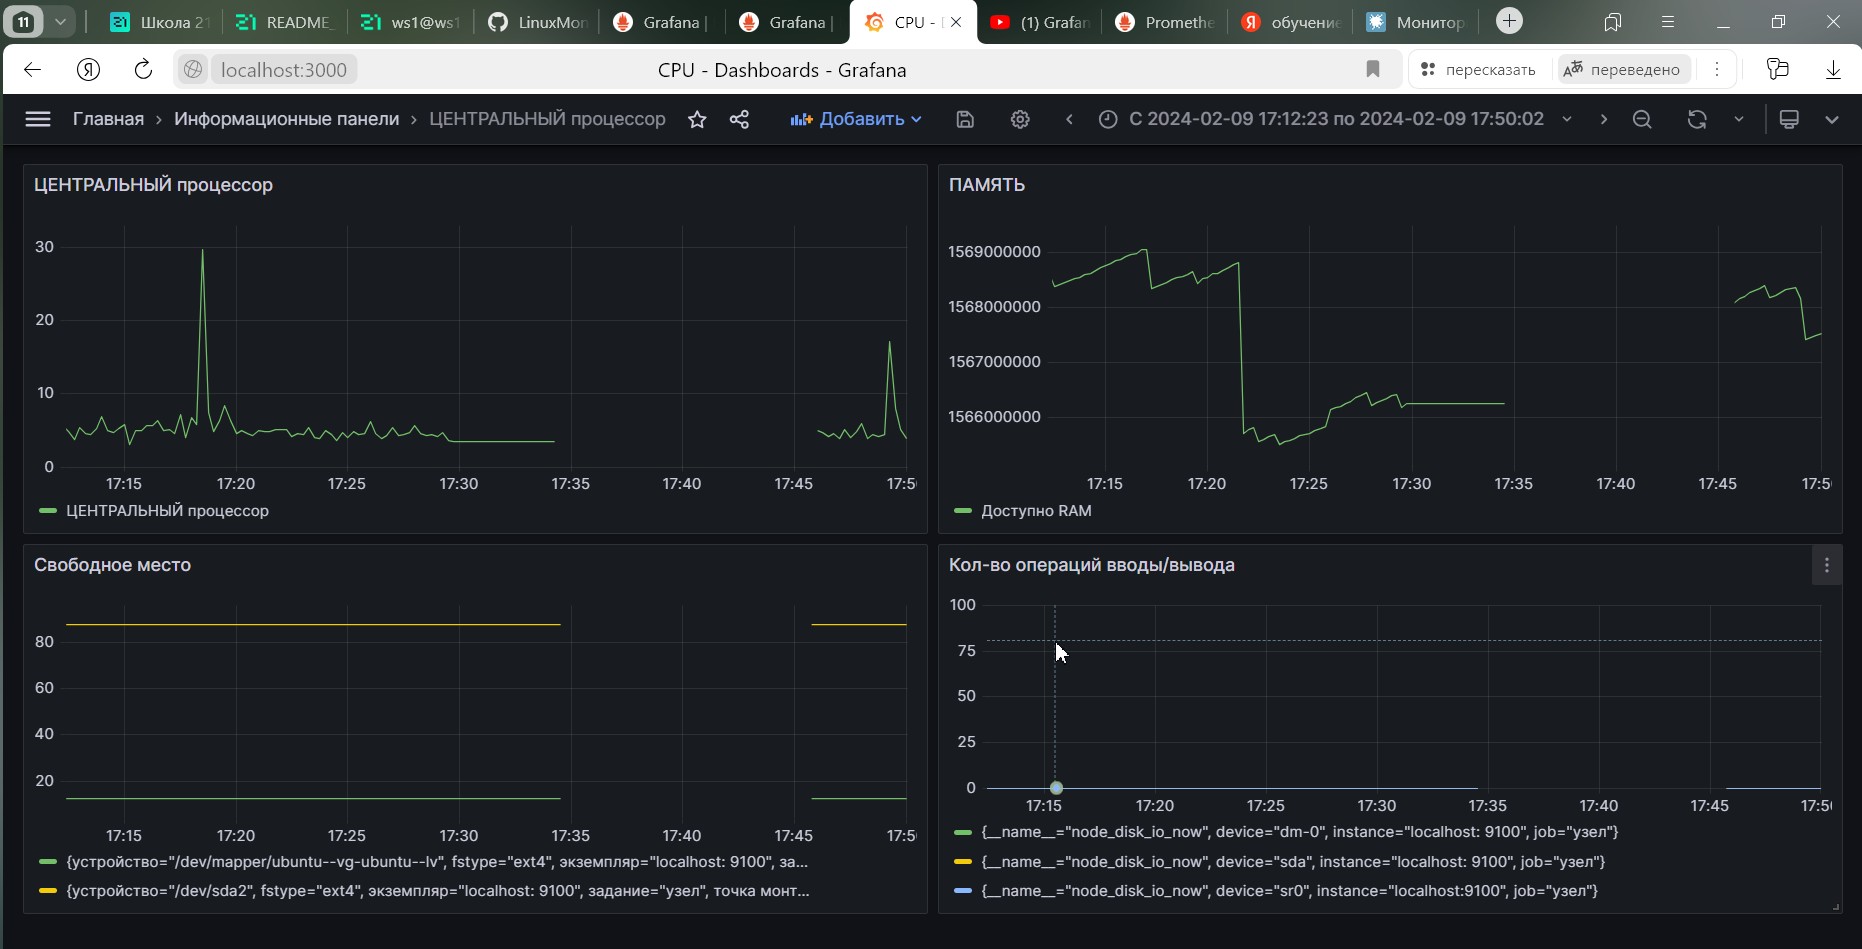 11 Школа 21 README_ ws1@ws1 LinuxMon Grafana | Grafana | CPU - D (1) Grafan Promethe обучение Монитор
localhost:3000 CPU - Dashboards - Grafana пересказать переведено
Главная › Информационные панели › ЦЕНТРАЛЬНЫЙ процессор Добавить С 2024-02-09 17:12:23 по 2024-02-09 17:50:02
ЦЕНТРАЛЬНЫЙ процессор
30
20
10
0
17:15 17:20 17:25 17:30 17:35 17:40 17:45 17:5
ЦЕНТРАЛЬНЫЙ процессор
ПАМЯТЬ
1569000000
1568000000
1567000000
1566000000
17:15 17:20 17:25 17:30 17:35 17:40 17:45 17:5
Доступно RAM
Свободное место
80
60
40
20
17:15 17:20 17:25 17:30 17:35 17:40 17:45 17:5
{устройство="/dev/mapper/ubuntu--vg-ubuntu--lv", fstype="ext4", экземпляр="localhost: 9100", за...
{устройство="/dev/sda2", fstype="ext4", экземпляр="localhost: 9100", задание="узел", точка монт...
Кол-во операций вводы/вывода
100
75
50
25
0
17:15 17:20 17:25 17:30 17:35 17:40 17:45 17:5
{__name__="node_disk_io_now", device="dm-0", instance="localhost: 9100", job="узел"}
{__name__="node_disk_io_now", device="sda", instance="localhost: 9100", job="узел"}
{__name__="node_disk_io_now", device="sr0", instance="localhost:9100", job="узел"}